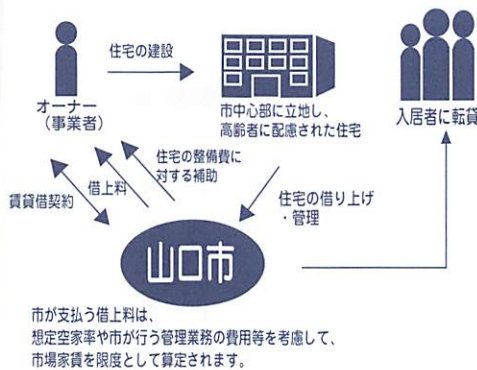 住宅の建設
オーナー
（事業者）
市中心部に立地し、
高齢者に配慮された住宅
入居者に転貸
住宅の整備費に
対する補助
借上料
賃貸借契約
住宅の借り上げ
・管理
山口市
市が支払う借上料は、
想定空家率や市が行う管理業務の費用等を考慮して、
市場家賃を限度として算定されます。